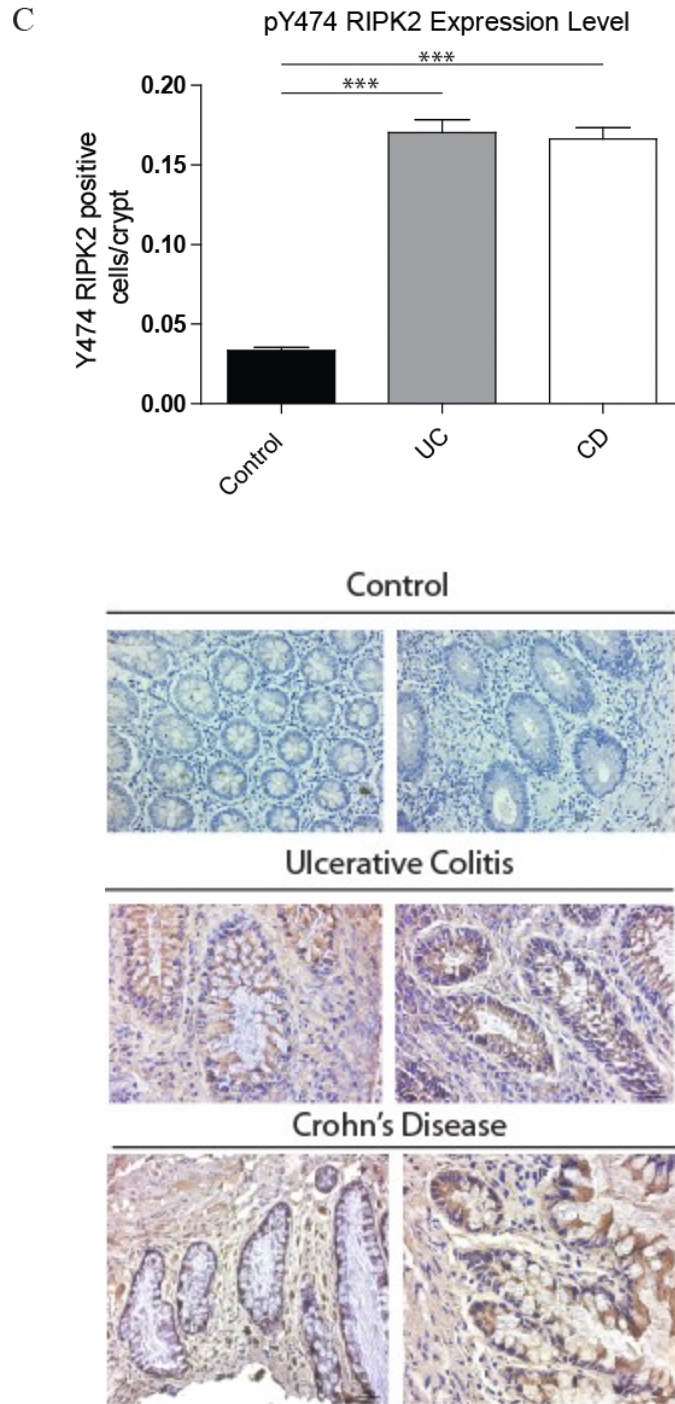 C
pY474 RIPK2 Expression Level
***
***
Y474 RIPK2 positive
cells/crypt
0.20
0.15
0.10
0.05
0.00
Control
UC
CD
Control
Ulcerative Colitis
Crohn's Disease